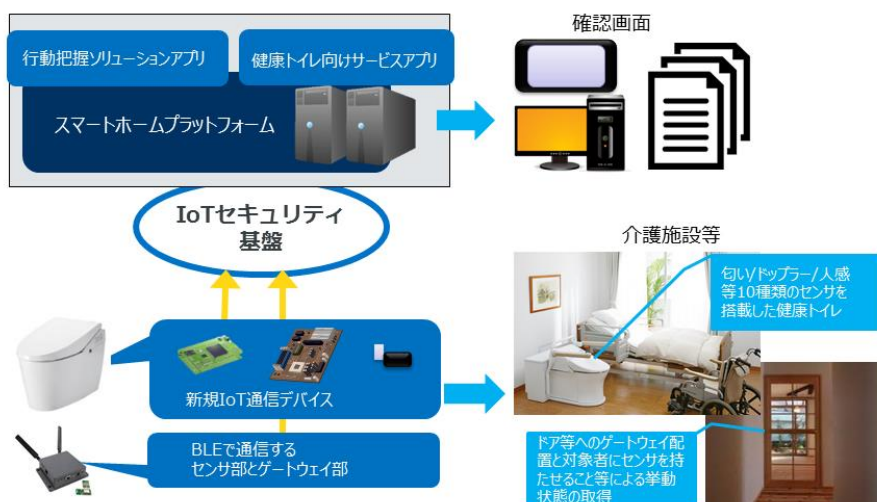 確認画面
行動把握ソリューションアプリ
健康トイレ向けサービスアプリ
スマートホームプラットフォーム
IoTセキュリティ
基盤
介護施設等
匂い/ドップラー/人感
等10種類のセンサを
搭載した健康トイレ
新規IoT通信デバイス
BLEで通信する
センサ部とゲートウェイ部
ドア等へのゲートウェイ配
置と対象者にセンサを持
たせること等による挙動
状態の取得